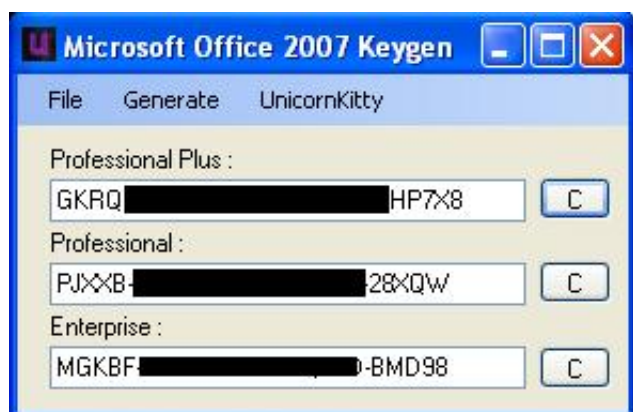 Microsoft Office 2007 Keygen
File Generate UnicornKitty
Professional Plus :
GKRQ HP7X8 C
Professional :
PJXXB- -28XQW C
Enterprise :
MGKBF- -BMD98 C